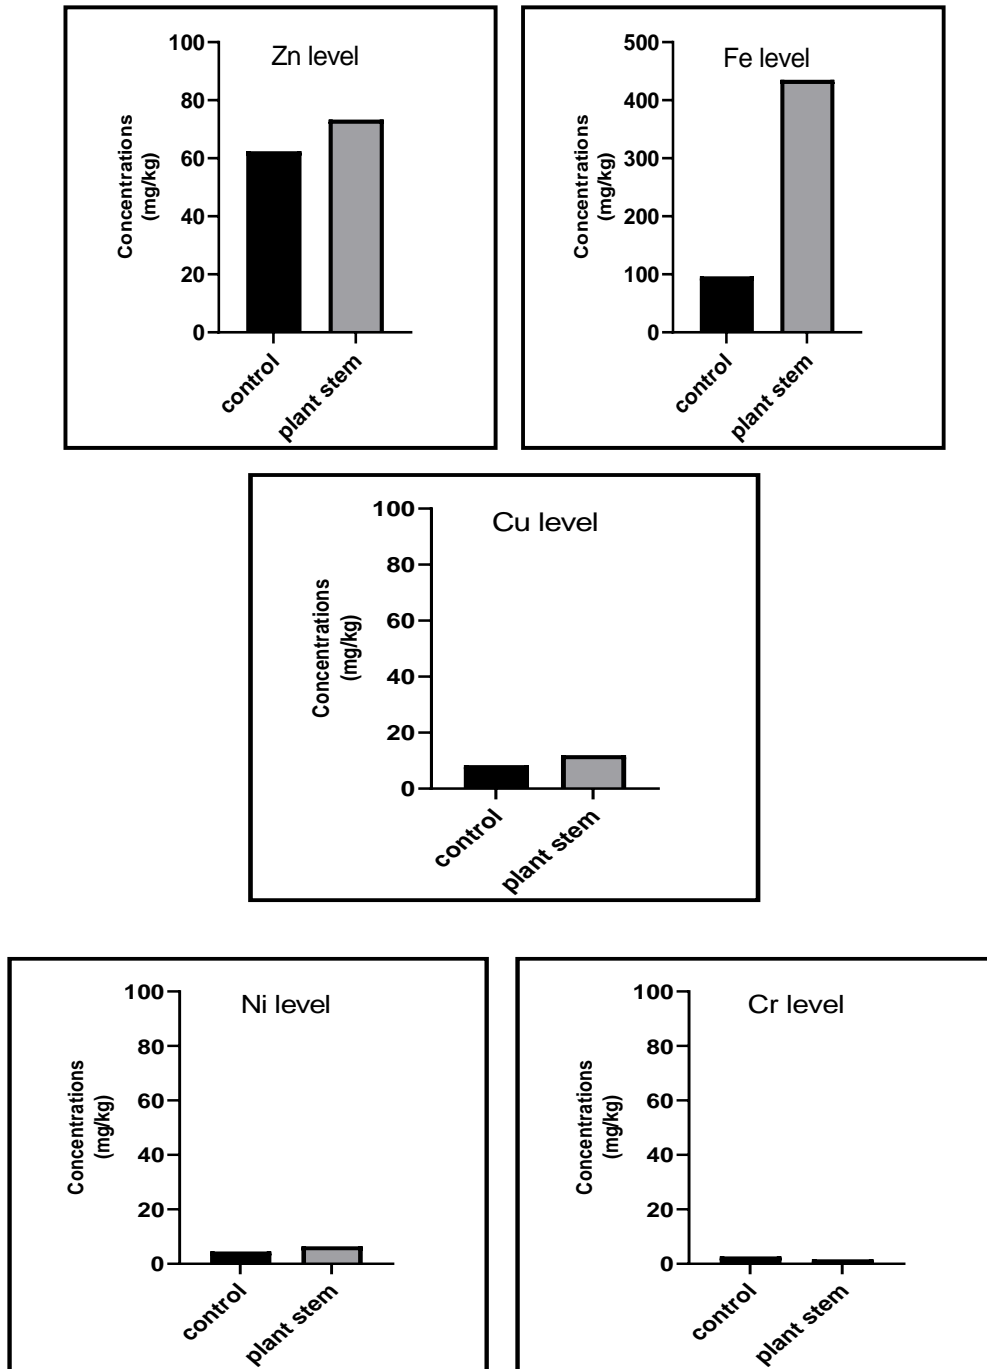 Zn level
Concentrations
(mg/kg)
100
80
60
40
20
0
control
plant stem
Fe level
Concentrations
(mg/kg)
500
400
300
200
100
0
control
plant stem
Cu level
Concentrations
(mg/kg)
100
80
60
40
20
0
control
plant stem
Ni level
Concentrations
(mg/kg)
100
80
60
40
20
0
control
plant stem
Cr level
Concentrations
(mg/kg)
100
80
60
40
20
0
control
plant stem